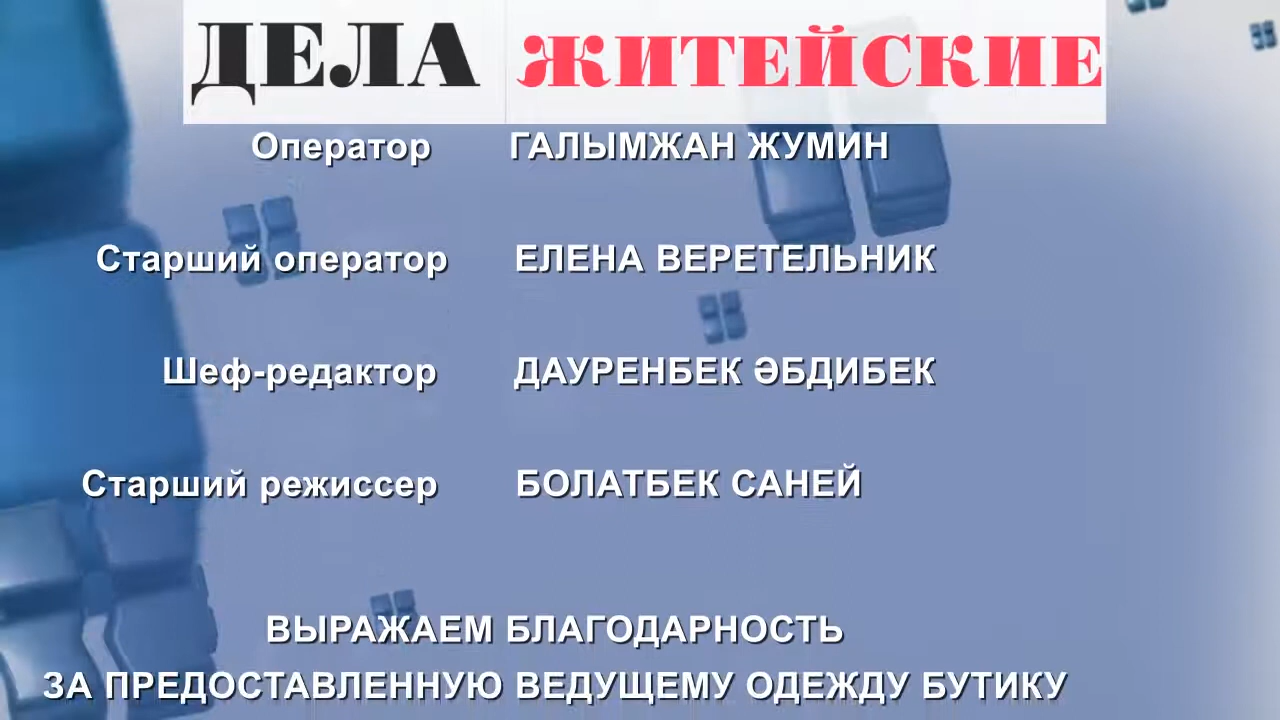 ДЕЛА ЖИТЕЙСКИЕ
Оператор ГАЛЫМЖАН ЖУМИН
Старший оператор ЕЛЕНА ВЕРЕТЕЛЬНИК
Шеф-редактор ДАУРЕНБЕК ӘБДИБЕК
Старший режиссер БОЛАТБЕК САНЕЙ
ВЫРАЖАЕМ БЛАГОДАРНОСТЬ
ЗА ПРЕДОСТАВЛЕННУЮ ВЕДУЩЕМУ ОДЕЖДУ БУТИКУ